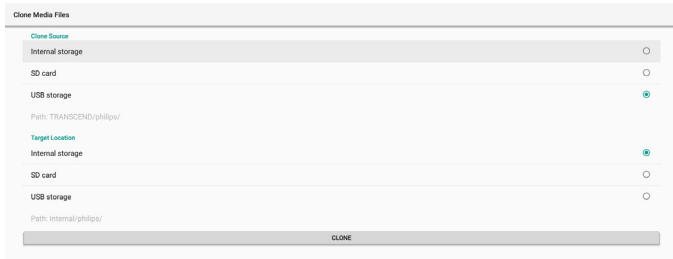 Clone Media Files
Clone Source
Internal storage
SD card
USB storage
Path: TRANSCEND/philips/
Target Location
Internal storage
SD card
USB storage
Path: Internal/philips/
CLONE